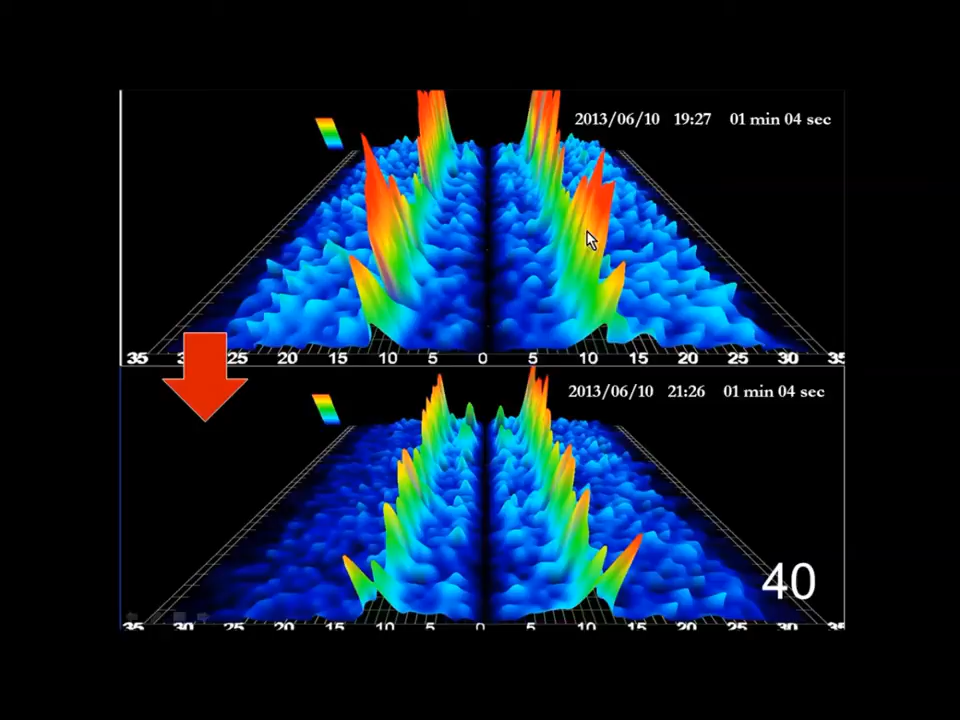 2013/06/10 19:27 01 min 04 sec
35 25 20 15 10 5 0 5 10 15 20 25 30 35
2013/06/10 21:26 01 min 04 sec
40
35 30 25 20 15 10 5 0 5 10 15 20 25 30 35